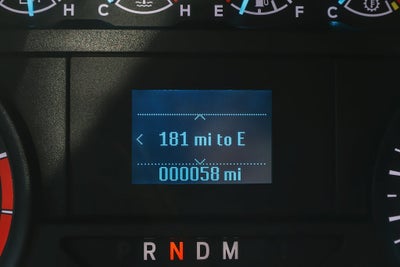 H C H E F C
181 mi to E
000058 mi
R N D M